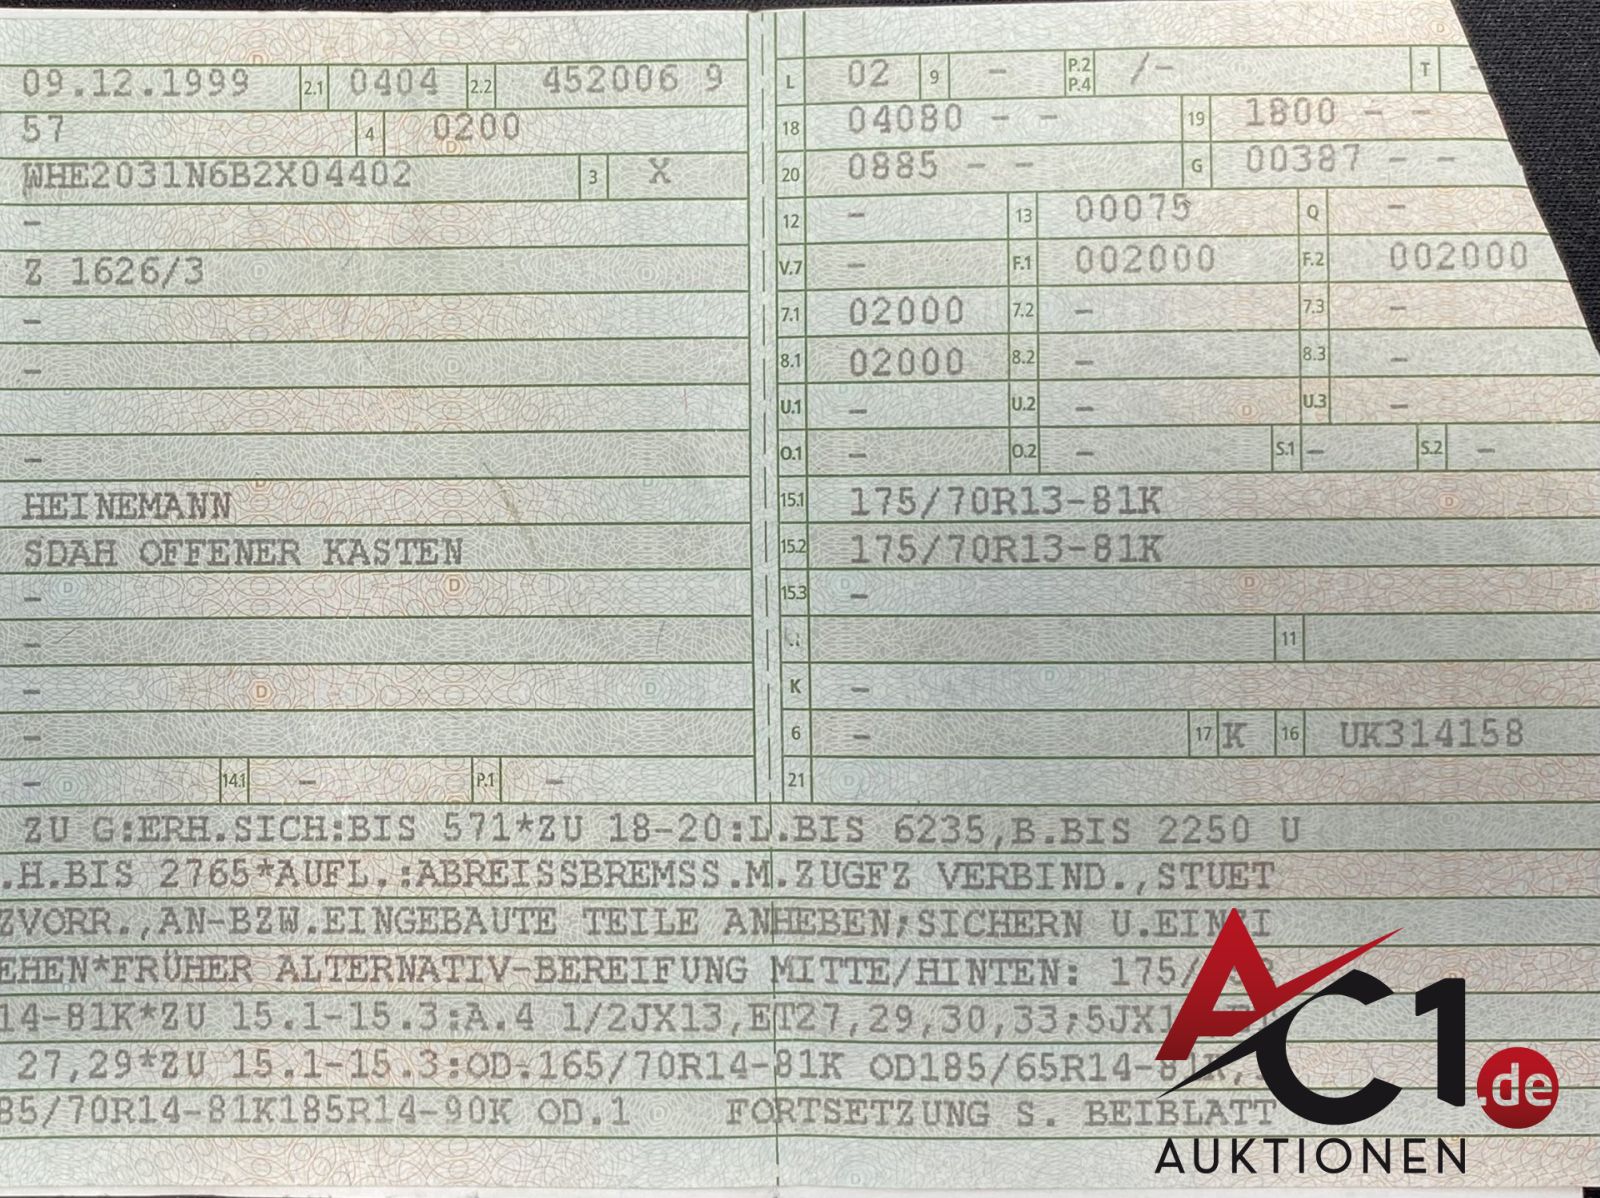 09.12.1999 2.1 0404 2.2 452006 9
57 4 0200
WHE2031N6B2X04402 3 X
-
Z 1626/3
-
-
-
HEINEMANN
SDAH OFFENER KASTEN
-
-
-
-
- 14.1 - P.1 -
L 02 9 - P.2 P.4 /- T -
18 04080 - - 19 1800 - -
20 0885 - - G 00387 - -
12 - 13 00075 Q -
V.7 - F.1 002000 F.2 002000
7.1 02000 7.2 - 7.3 -
8.1 02000 8.2 - 8.3 -
U.1 - U.2 - U.3 -
O.1 - O.2 - S.1 - S.2 -
15.1 175/70R13-81K
15.2 175/70R13-81K
15.3 -
11
K -
6 - 17 K 16 UK314158
21
ZU G:ERH.SICH:BIS 571*ZU 18-20:L.BIS 6235,B.BIS 2250 U
.H.BIS 2765*AUFL.:ABREISSBREMSS.M.ZUGFZ VERBIND.,STUET
ZVORR.,AN-BZW.EINGEBAUTE TEILE ANHEBEN;SICHERN U.
EHEN*FRÜHER ALTERNATIV-BEREIFUNG MITTE/HINTEN: 175/
14-81K*ZU 15.1-15.3:A.4 1/2JX13,ET27,29,30,33;
27,29*ZU 15.1-15.3:OD.165/70R14-81K OD185/65R14-
85/70R14-81K185R14-90K OD.1 FORTSETZUNG S. BEIBLATT
AC1.de
AUKTIONEN